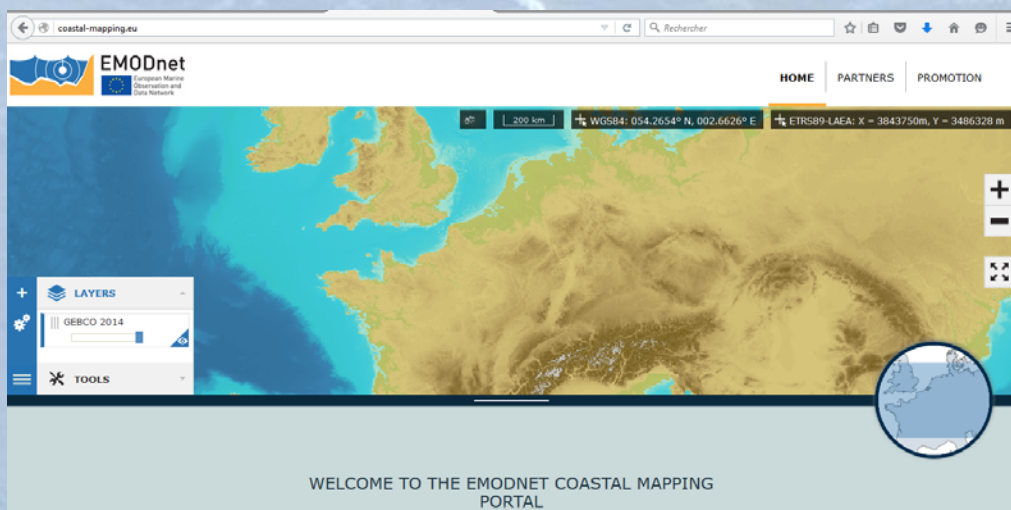 coastal-mapping.eu
Rechercher
EMODnet
European Marine
Observation and
Data Network
HOME
PARTNERS
PROMOTION
200 km
WGS84: 054.2654° N, 002.6626° E
ETRS89-LAEA: X = 3843750m, Y = 3486328 m
LAYERS
GEBCO 2014
TOOLS
WELCOME TO THE EMODNET COASTAL MAPPING
PORTAL